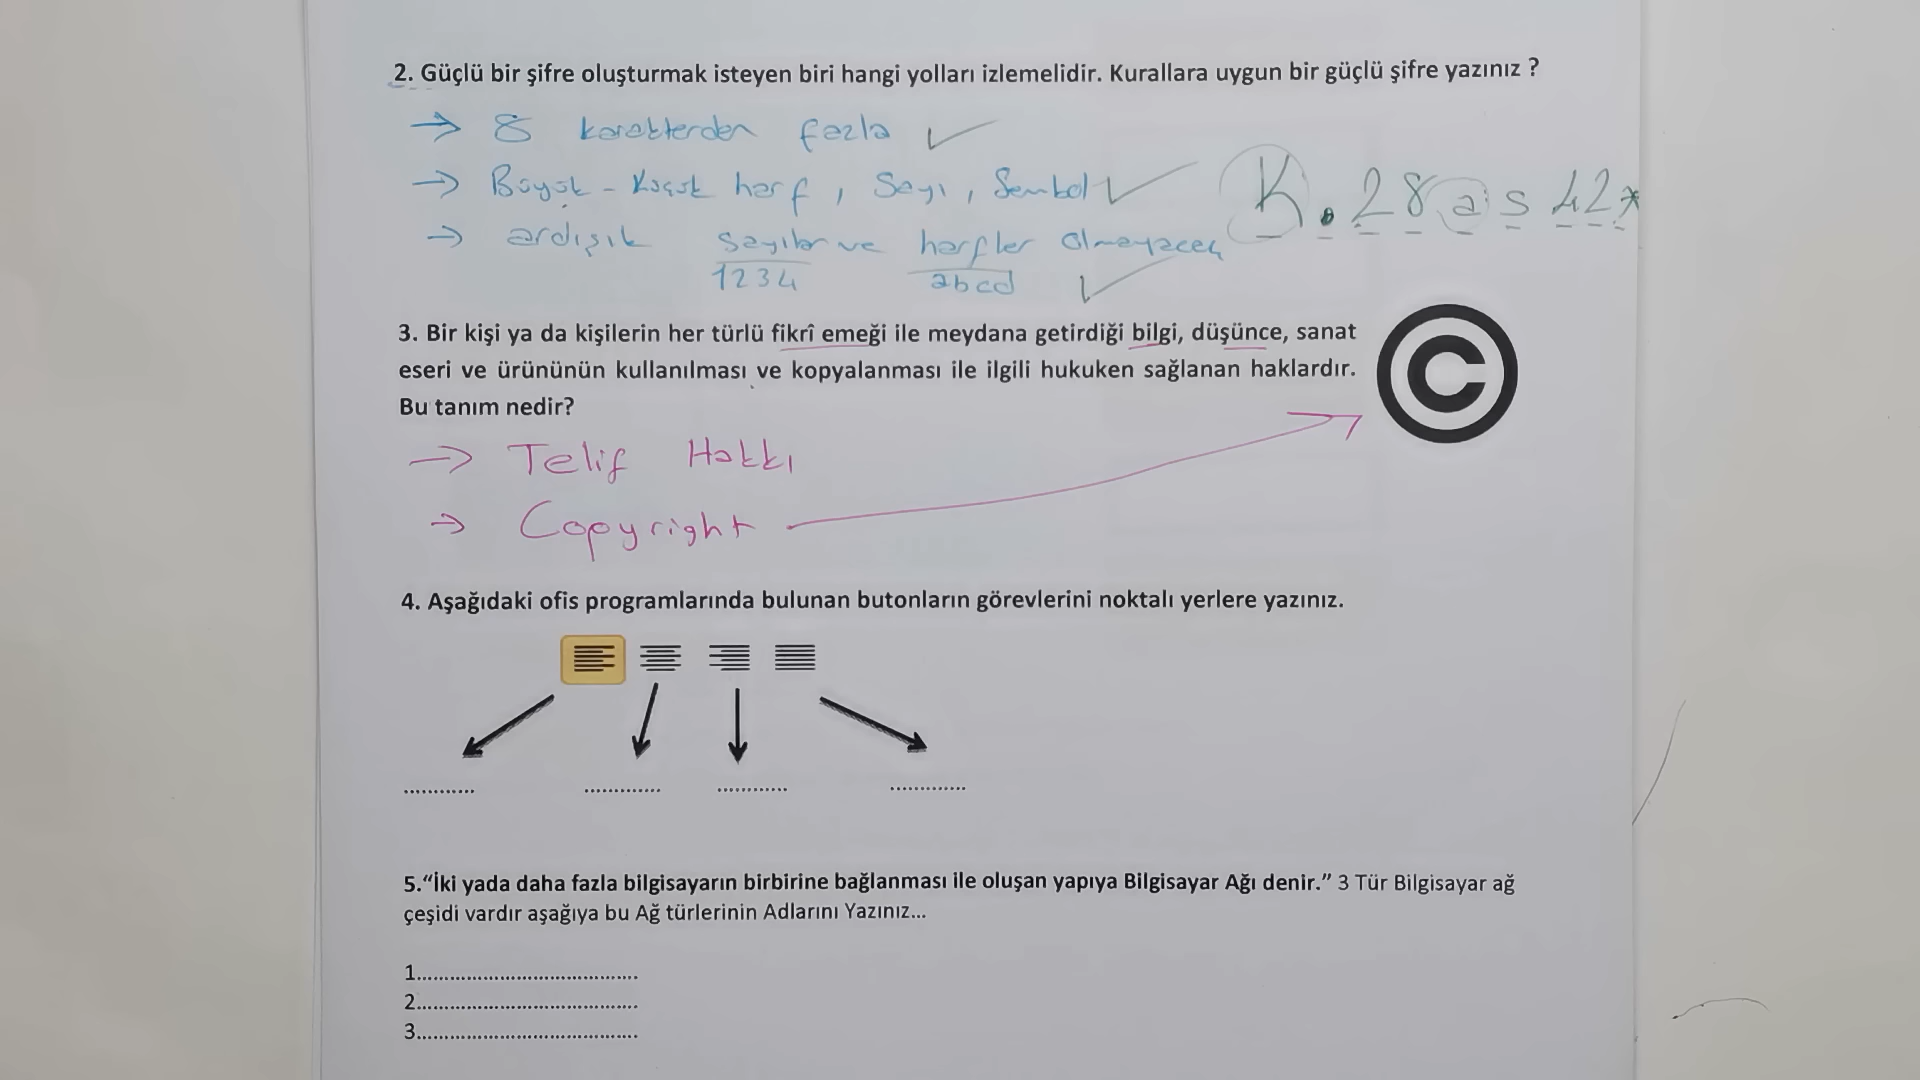 2. Güçlü bir şifre oluşturmak isteyen biri hangi yolları izlemelidir. Kurallara uygun bir güçlü şifre yazınız ?
→ 8 karakterden fazla ✓
→ Büyük - Küçük harf , Sayı , Sembol ✓
K.28as42*
→ ardışık sayılar ve harfler olmayacak
1234 abcd ✓
3. Bir kişi ya da kişilerin her türlü fikrî emeği ile meydana getirdiği bilgi, düşünce, sanat
eseri ve ürününün kullanılması ve kopyalanması ile ilgili hukuken sağlanan haklardır.
Bu tanım nedir?
©
→ Telif Hakkı
→ Copyright
4. Aşağıdaki ofis programlarında bulunan butonların görevlerini noktalı yerlere yazınız.
............ ............. ............ .............
5.“İki yada daha fazla bilgisayarın birbirine bağlanması ile oluşan yapıya Bilgisayar Ağı denir.” 3 Tür Bilgisayar ağ
çeşidi vardır aşağıya bu Ağ türlerinin Adlarını Yazınız...
1......................................
2......................................
3......................................